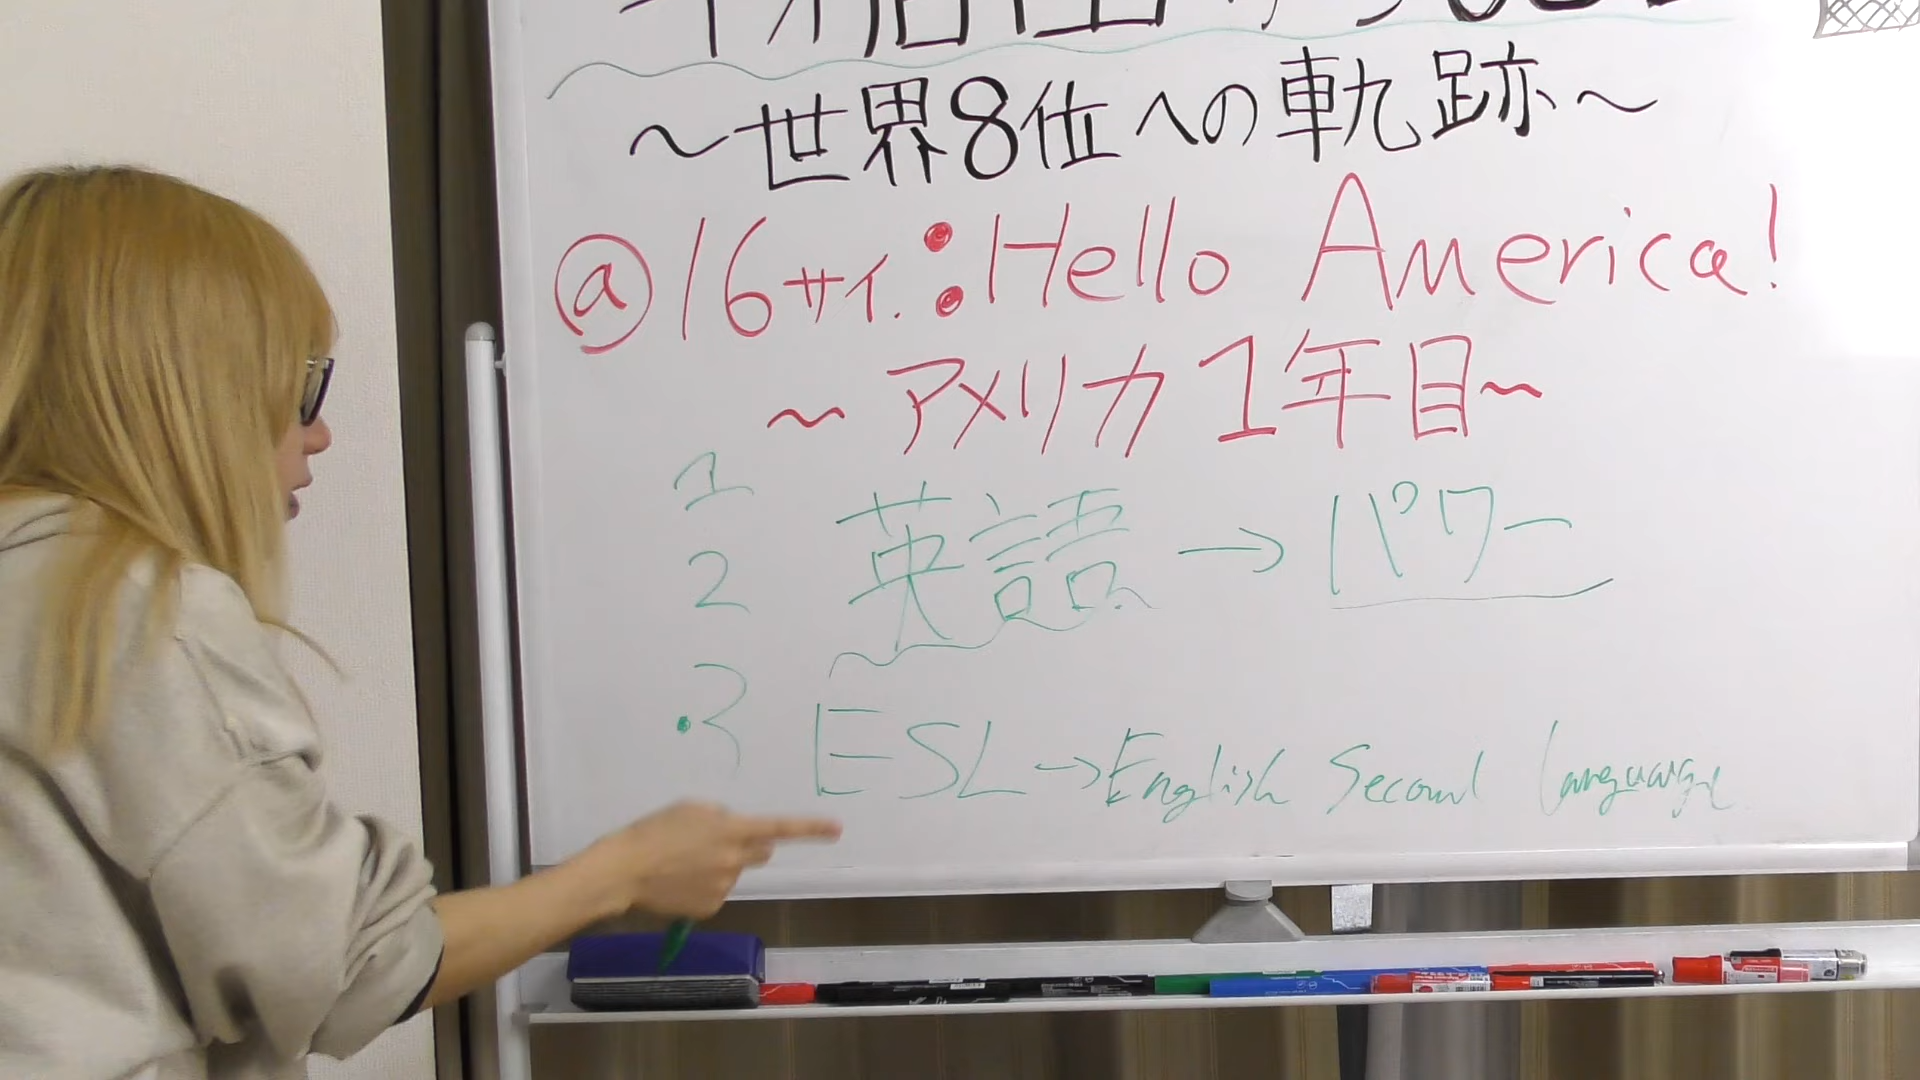 ~世界8位への軌跡~
ⓐ16サイ.:Hello America!
~アメリカ1年目~
1
英語→パワー
2
・3 ESL→English Second Language